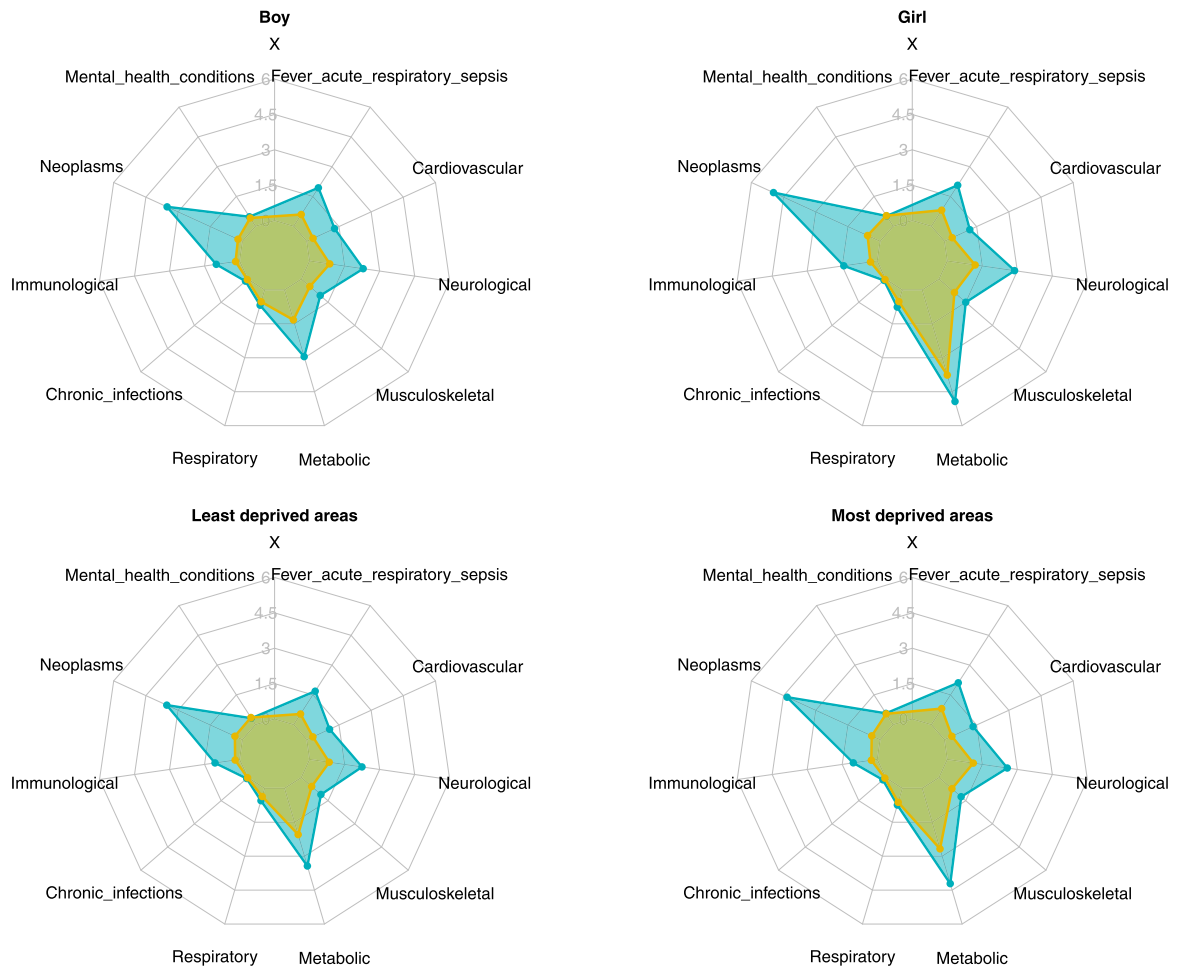 Boy
X
Mental_health_conditions
Fever_acute_respiratory_sepsis
6
4.5
3
1.5
0
Neoplasms
Cardiovascular
Immunological
Neurological
Chronic_infections
Musculoskeletal
Respiratory
Metabolic
Girl
X
Mental_health_conditions
Fever_acute_respiratory_sepsis
6
4.5
3
1.5
0
Neoplasms
Cardiovascular
Immunological
Neurological
Chronic_infections
Musculoskeletal
Respiratory
Metabolic
Least deprived areas
X
Mental_health_conditions
Fever_acute_respiratory_sepsis
6
4.5
3
1.5
0
Neoplasms
Cardiovascular
Immunological
Neurological
Chronic_infections
Musculoskeletal
Respiratory
Metabolic
Most deprived areas
X
Mental_health_conditions
Fever_acute_respiratory_sepsis
6
4.5
3
1.5
0
Neoplasms
Cardiovascular
Immunological
Neurological
Chronic_infections
Musculoskeletal
Respiratory
Metabolic